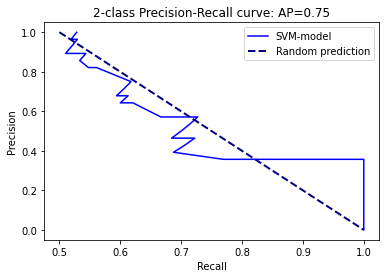 2-class Precision-Recall curve: AP=0.75
SVM-model
Random prediction
Precision
1.0
0.8
0.6
0.4
0.2
0.0
0.5
0.6
0.7
0.8
0.9
1.0
Recall